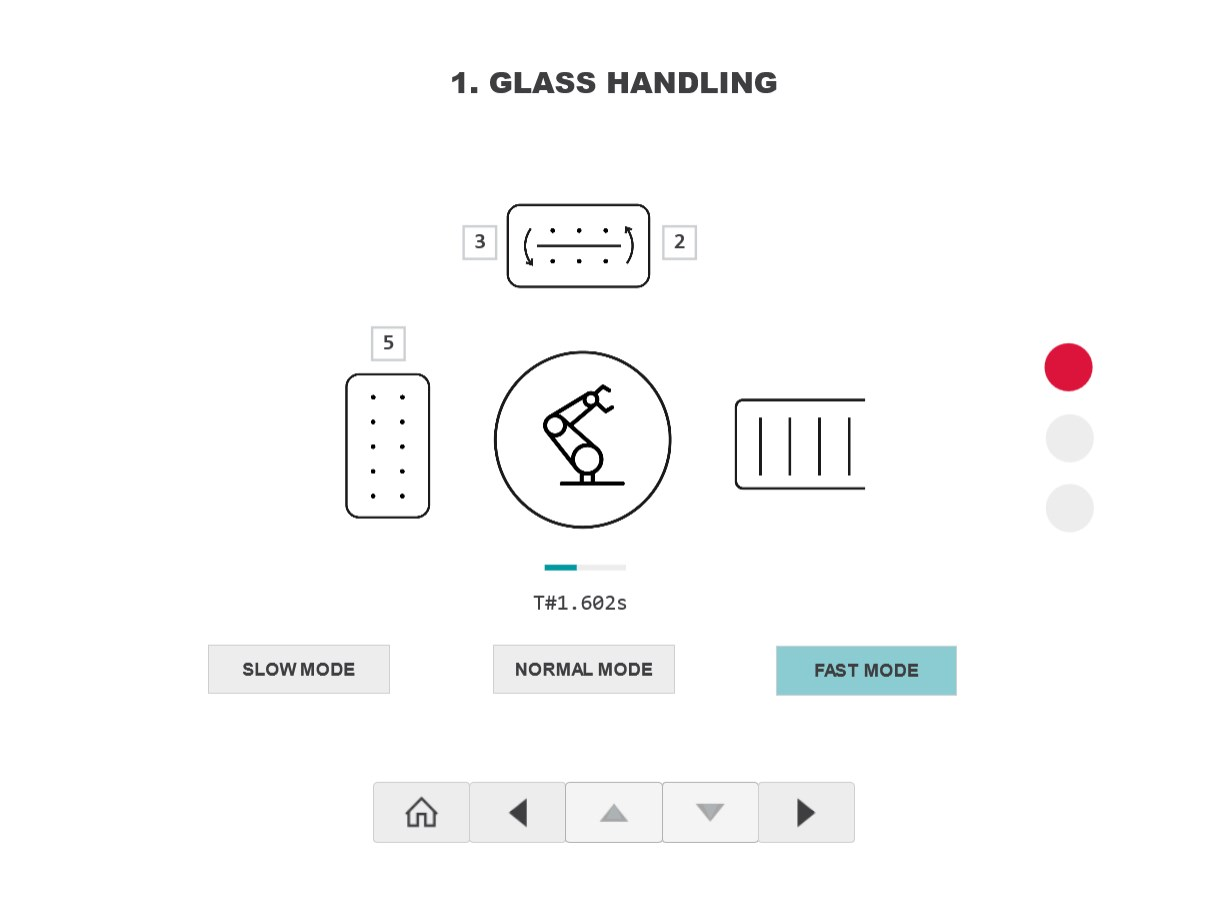 1. GLASS HANDLING
3
2
5
T#1.602s
SLOW MODE
NORMAL MODE
FAST MODE